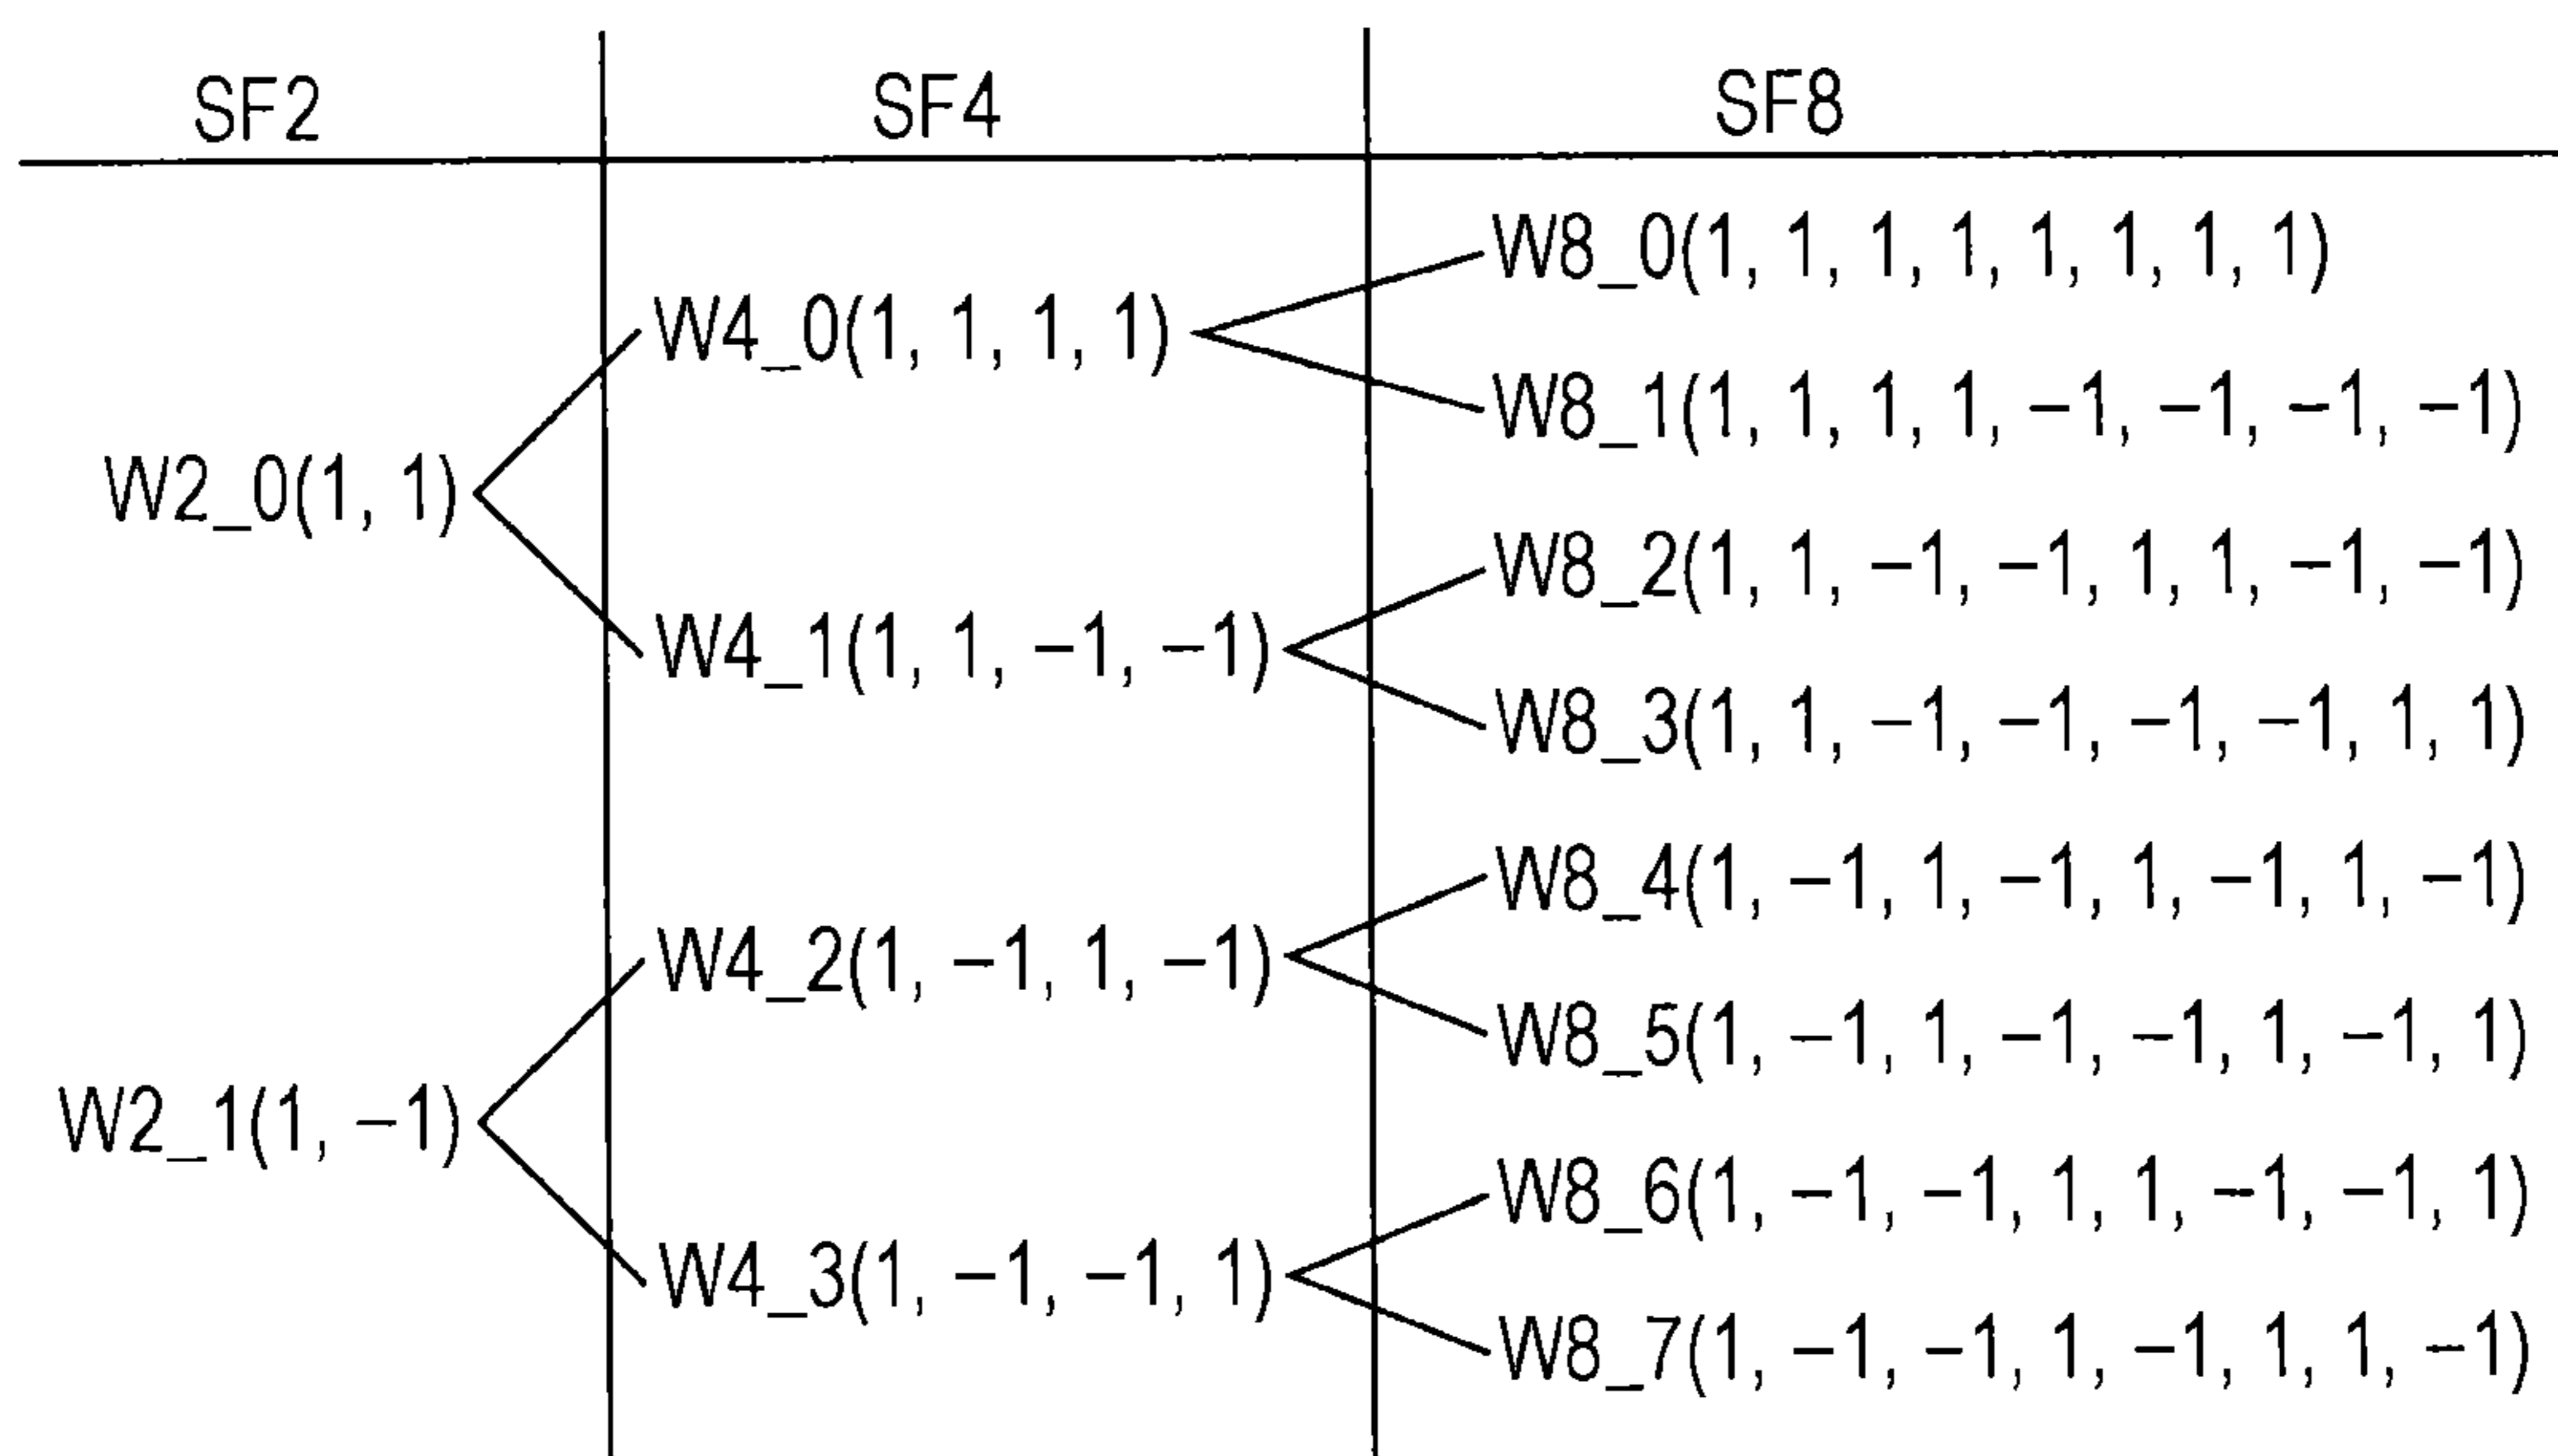 SF2 SF4 SF8
W8_0(1, 1, 1, 1, 1, 1, 1, 1)
W4_0(1, 1, 1, 1)
W8_1(1, 1, 1, 1, −1, −1, −1, −1)
W2_0(1, 1)
W8_2(1, 1, −1, −1, 1, 1, −1, −1)
W4_1(1, 1, −1, −1)
W8_3(1, 1, −1, −1, −1, −1, 1, 1)
W8_4(1, −1, 1, −1, 1, −1, 1, −1)
W4_2(1, −1, 1, −1)
W8_5(1, −1, 1, −1, −1, 1, −1, 1)
W2_1(1, −1)
W8_6(1, −1, −1, 1, 1, −1, −1, 1)
W4_3(1, −1, −1, 1)
W8_7(1, −1, −1, 1, −1, 1, 1, −1)